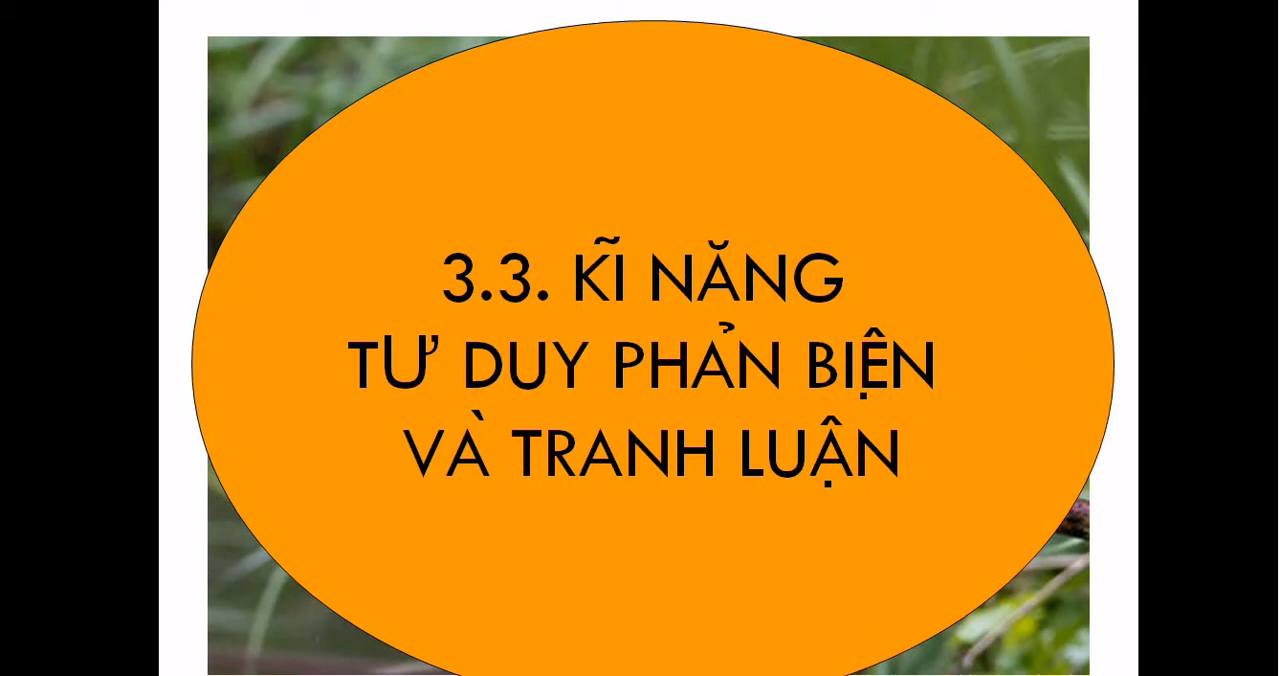 3.3. KĨ NĂNG
TƯ DUY PHẢN BIỆN
VÀ TRANH LUẬN